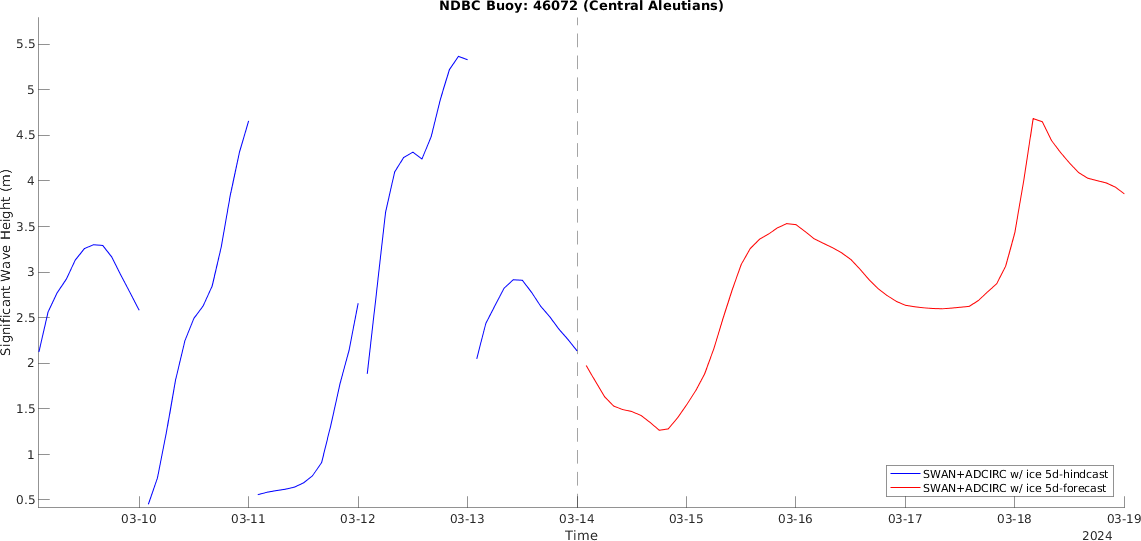 NDBC Buoy: 46072 (Central Aleutians)
Significant Wave Height (m)
5.5
5
4.5
4
3.5
3
2.5
2
1.5
1
0.5
SWAN+ADCIRC w/ ice 5d-hindcast
SWAN+ADCIRC w/ ice 5d-forecast
03-10 03-11 03-12 03-13 03-14 03-15 03-16 03-17 03-18 03-19
Time
2024